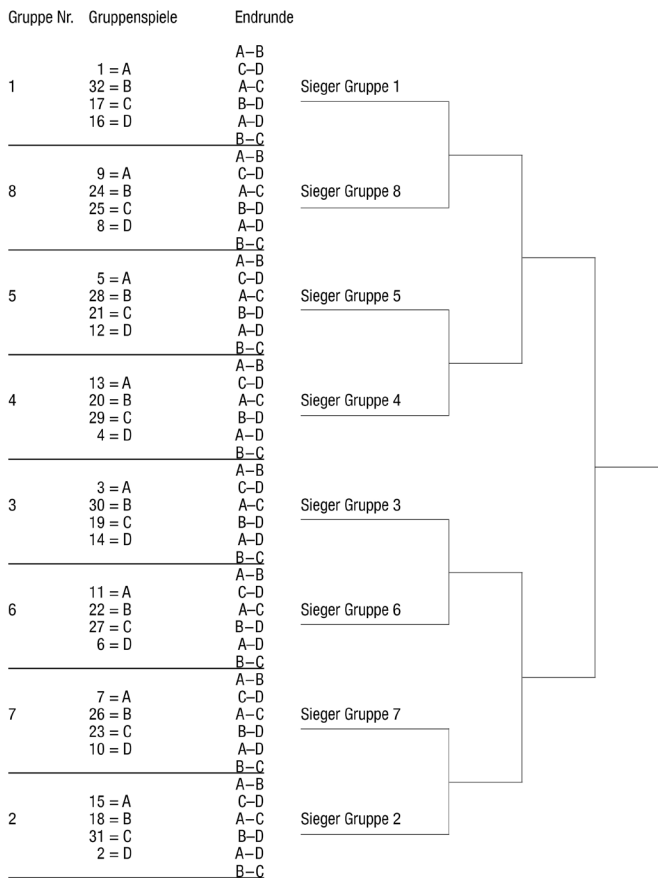 Gruppe Nr. Gruppenspiele Endrunde
A–B
1 = A C–D
1 32 = B A–C Sieger Gruppe 1
17 = C B–D
16 = D A–D
B–C
A–B
9 = A C–D
8 24 = B A–C Sieger Gruppe 8
25 = C B–D
8 = D A–D
B–C
A–B
5 = A C–D
5 28 = B A–C Sieger Gruppe 5
21 = C B–D
12 = D A–D
B–C
A–B
13 = A C–D
4 20 = B A–C Sieger Gruppe 4
29 = C B–D
4 = D A–D
B–C
A–B
3 = A C–D
3 30 = B A–C Sieger Gruppe 3
19 = C B–D
14 = D A–D
B–C
A–B
11 = A C–D
6 22 = B A–C Sieger Gruppe 6
27 = C B–D
6 = D A–D
B–C
A–B
7 = A C–D
7 26 = B A–C Sieger Gruppe 7
23 = C B–D
10 = D A–D
B–C
A–B
15 = A C–D
2 18 = B A–C Sieger Gruppe 2
31 = C B–D
2 = D A–D
B–C